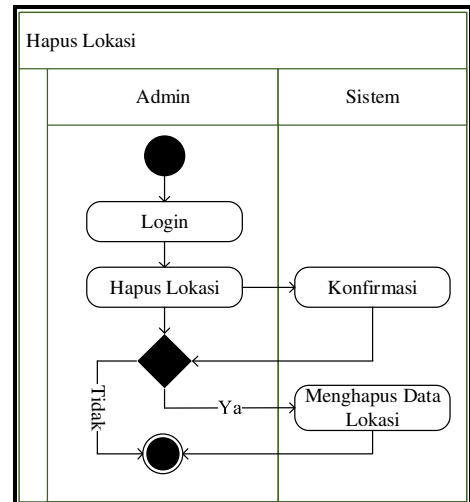 Hapus Lokasi
Admin
Sistem
Login
Hapus Lokasi
Konfirmasi
Tidak
Ya
Menghapus Data
Lokasi